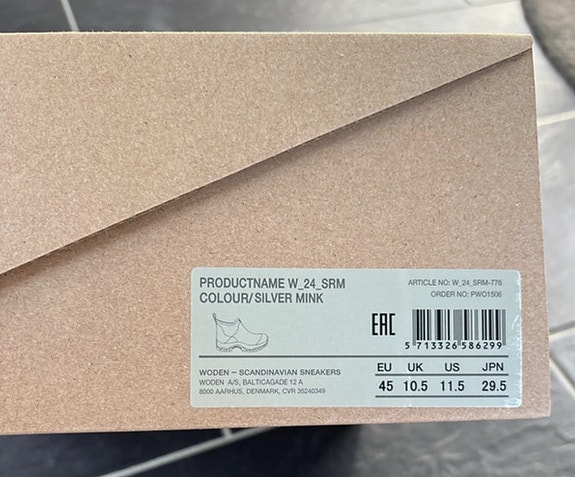 PRODUCTNAME W_24_SRM
COLOUR/ SILVER MINK
ARTICLE NO: W_24_SRM-776
ORDER NO: PWO1506
EAC
5 713326 586299
WODEN – SCANDINAVIAN SNEAKERS
WODEN A/S, BALTICAGADE 12 A
8000 AARHUS, DENMARK, CVR 35240349
EU UK US JPN
45 10.5 11.5 29.5